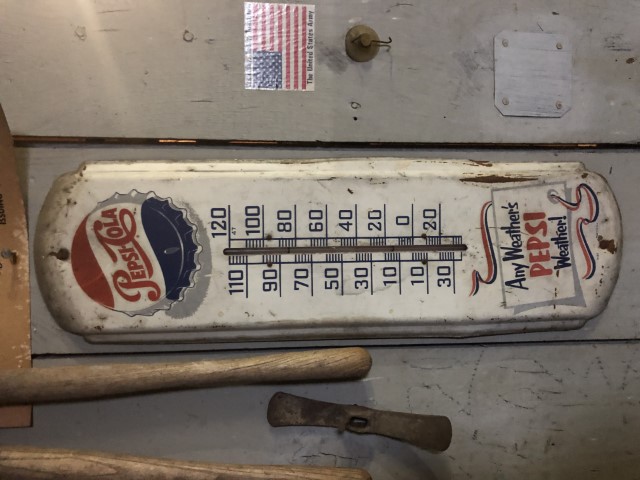 The United States Army
PEPSI-COLA
120 100 80 60 40 20 0 20
110 90 70 50 30 10 10 30
Any Weather's
PEPSI
Weather!